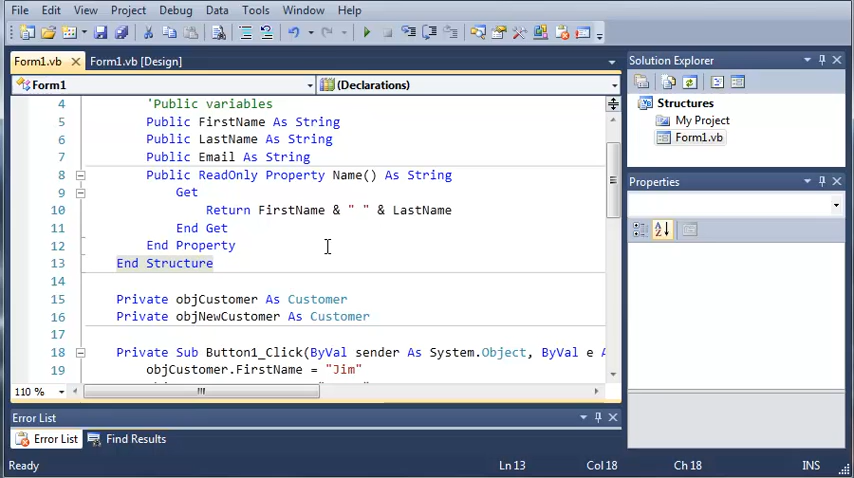 File Edit View Project Debug Data Tools Window Help
Form1.vb Form1.vb [Design]
Form1 (Declarations)
4 'Public variables
5 Public FirstName As String
6 Public LastName As String
7 Public Email As String
8 Public ReadOnly Property Name() As String
9 Get
10 Return FirstName & " " & LastName
11 End Get
12 End Property
13 End Structure
14
15 Private objCustomer As Customer
16 Private objNewCustomer As Customer
17
18 Private Sub Button1_Click(ByVal sender As System.Object, ByVal e A
19 objCustomer.FirstName = "Jim"
110 %
Solution Explorer
Structures
My Project
Form1.vb
Properties
Error List
Error List Find Results
Ready Ln 13 Col 18 Ch 18 INS